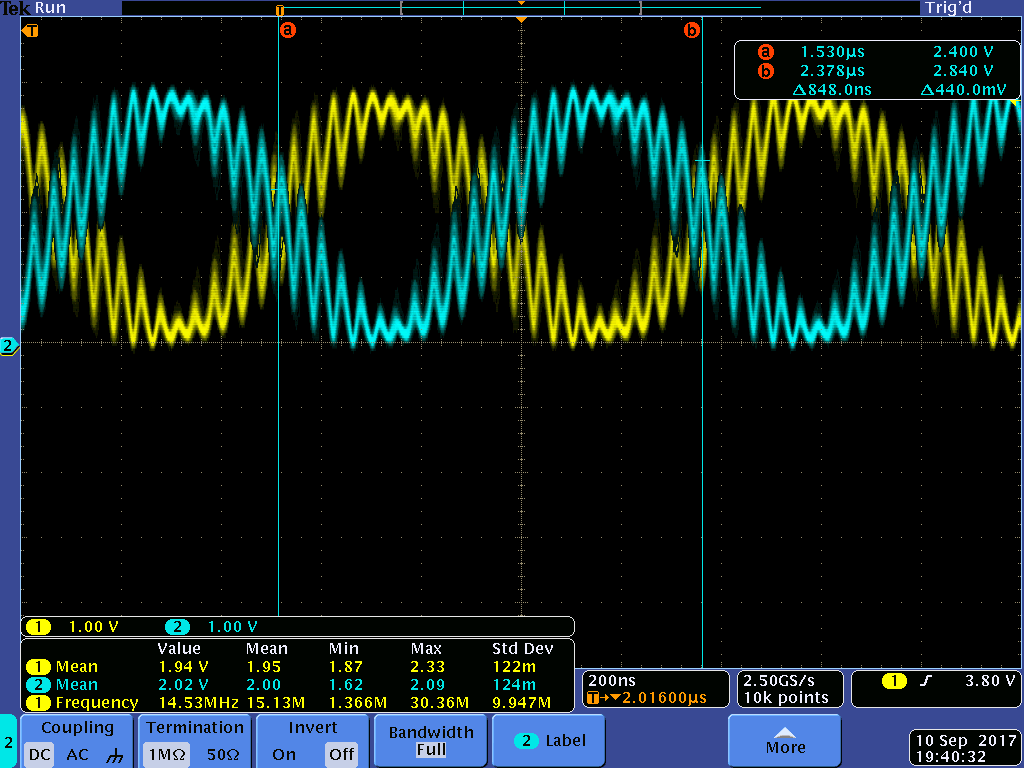 Tek Run Trig'd
T
T a b
a 1.530µs 2.400 V
b 2.378µs 2.840 V
Δ848.0ns Δ440.0mV
2
1 1.00 V 2 1.00 V
Value Mean Min Max Std Dev
1 Mean 1.94 V 1.95 1.87 2.33 122m
2 Mean 2.02 V 2.00 1.62 2.09 124m
1 Frequency 14.53MHz 15.13M 1.366M 30.36M 9.947M
200ns
T→▼2.01600µs
2.50GS/s
10k points
1 ∫ 3.80 V
2
Coupling
DC AC
Termination
1MΩ 50Ω
Invert
On Off
Bandwidth
Full
2 Label
More
10 Sep 2017
19:40:32